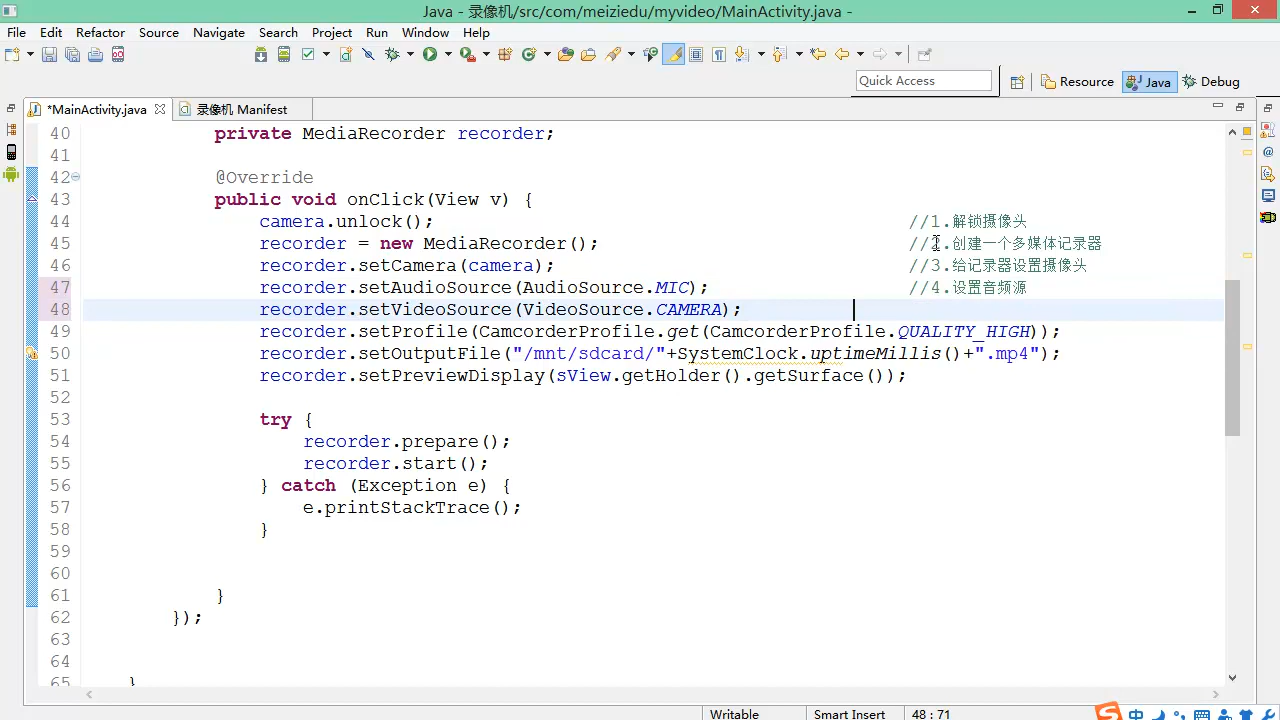 Java - 录像机/src/com/meiziedu/myvideo/MainActivity.java -
File Edit Refactor Source Navigate Search Project Run Window Help
Quick Access
Resource Java Debug
*MainActivity.java 录像机 Manifest
40 private MediaRecorder recorder;
41
42 @Override
43 public void onClick(View v) {
44 camera.unlock(); //1.解锁摄像头
45 recorder = new MediaRecorder(); //2.创建一个多媒体记录器
46 recorder.setCamera(camera); //3.给记录器设置摄像头
47 recorder.setAudioSource(AudioSource.MIC); //4.设置音频源
48 recorder.setVideoSource(VideoSource.CAMERA);
49 recorder.setProfile(CamcorderProfile.get(CamcorderProfile.QUALITY_HIGH));
50 recorder.setOutputFile("/mnt/sdcard/"+SystemClock.uptimeMillis()+".mp4");
51 recorder.setPreviewDisplay(sView.getHolder().getSurface());
52
53 try {
54 recorder.prepare();
55 recorder.start();
56 } catch (Exception e) {
57 e.printStackTrace();
58 }
59
60
61 }
62 });
63
64
65 }
Writable Smart Insert 48 : 71
中